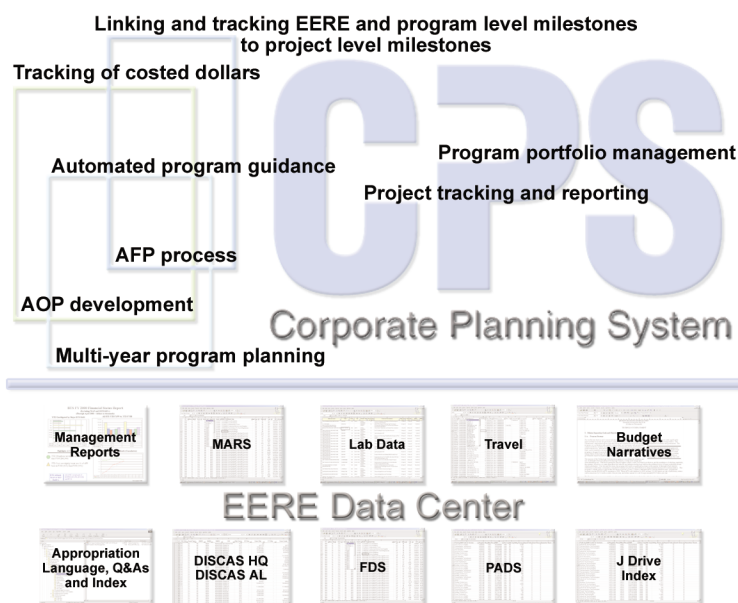 Linking and tracking EERE and program level milestones
to project level milestones
Tracking of costed dollars
CPS
Program portfolio management
Automated program guidance
Project tracking and reporting
AFP process
AOP development
Corporate Planning System
Multi-year program planning
Management
Reports
MARS
Lab Data
Travel
Budget
Narratives
EERE Data Center
Appropriation
Language, Q&As
and Index
DISCAS HQ
DISCAS AL
FDS
PADS
J Drive
Index